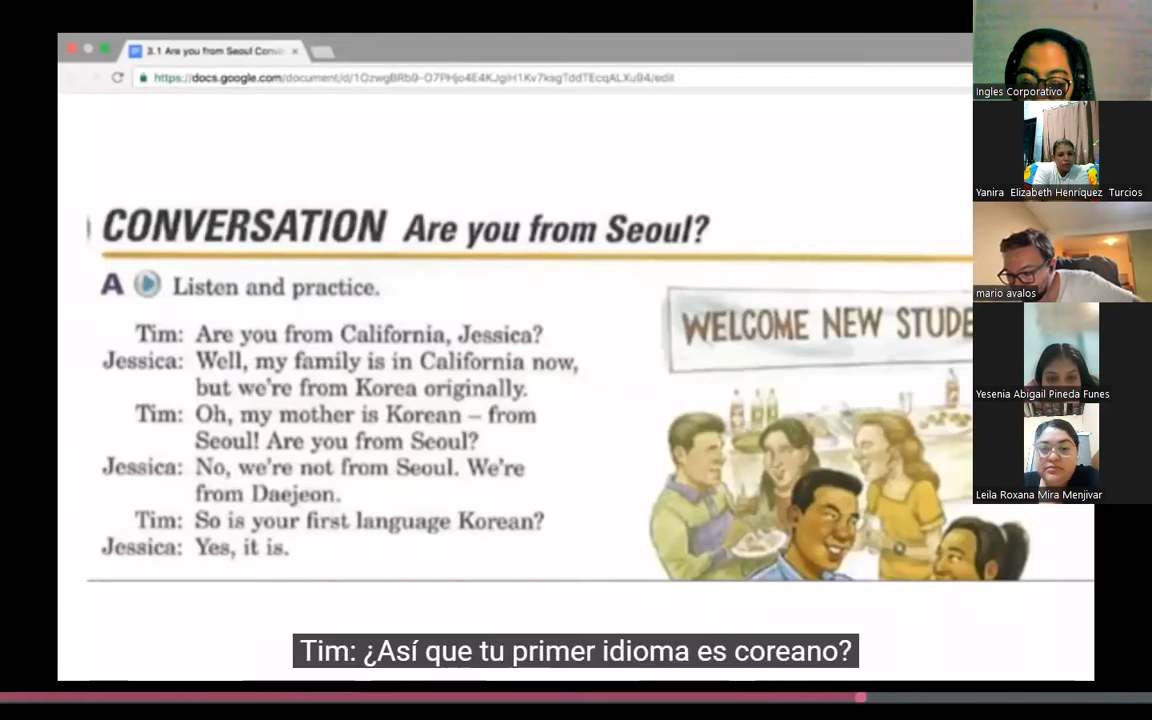 3.1 Are you from Seoul Conve
https://docs.google.com/document/d/1OzwgBRb9-O7PHjo4E4KJgiH1Kv7ksgTddTEcqALXu94/edit
CONVERSATION Are you from Seoul?
A Listen and practice.
Tim: Are you from California, Jessica?
Jessica: Well, my family is in California now,
but we're from Korea originally.
Tim: Oh, my mother is Korean – from
Seoul! Are you from Seoul?
Jessica: No, we're not from Seoul. We're
from Daejeon.
Tim: So is your first language Korean?
Jessica: Yes, it is.
WELCOME NEW STUDE
Tim: ¿Así que tu primer idioma es coreano?
Ingles Corporativo
Yanira Elizabeth Henríquez Turcios
mario avalos
Yesenia Abigail Pineda Funes
Leila Roxana Mira Menjivar